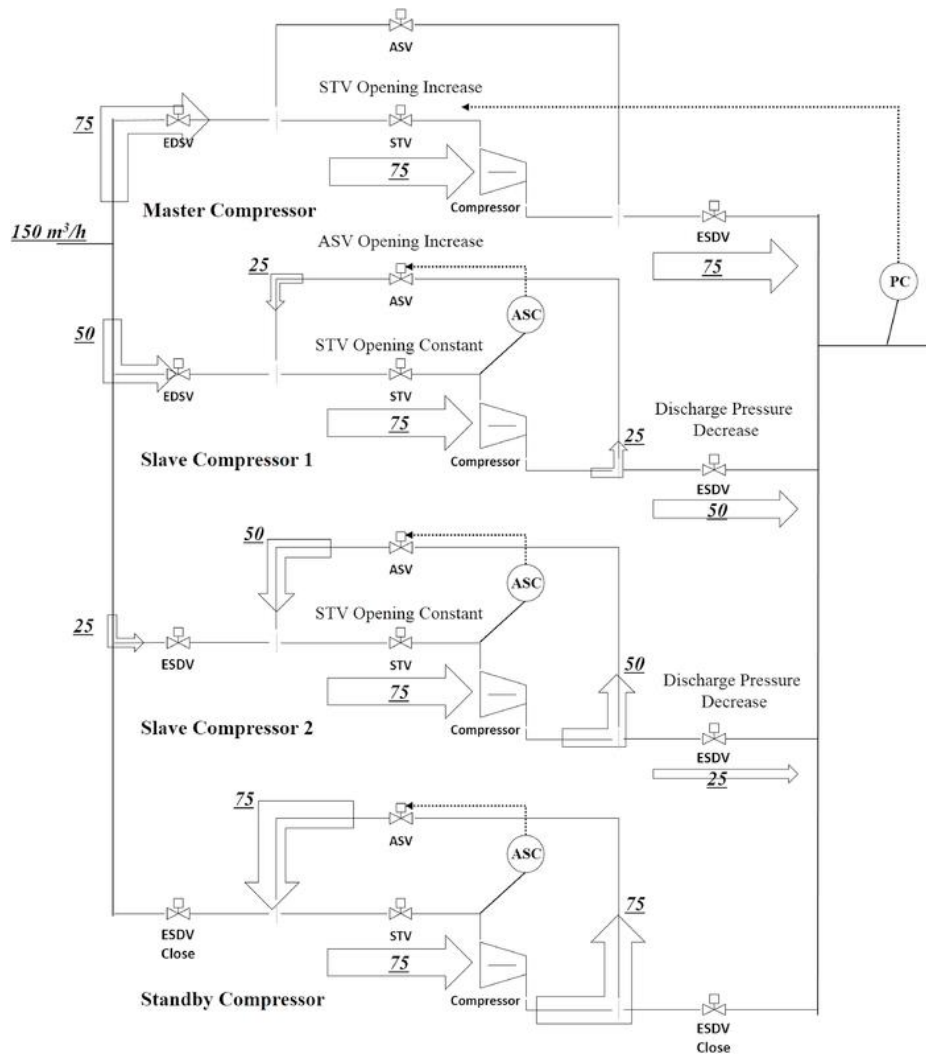 ASV
STV Opening Increase
75
EDSV
STV
75
Compressor
Master Compressor
ESDV
75
150 m³/h
ASV Opening Increase
25
ASV
ASC
PC
50
STV Opening Constant
EDSV
STV
75
Compressor
Slave Compressor 1
Discharge Pressure
Decrease
25
ESDV
50
50
ASV
ASC
25
STV Opening Constant
ESDV
STV
75
Compressor
Slave Compressor 2
50
Discharge Pressure
Decrease
ESDV
25
75
ASV
ASC
ESDV
Close
STV
75
Compressor
Standby Compressor
75
ESDV
Close